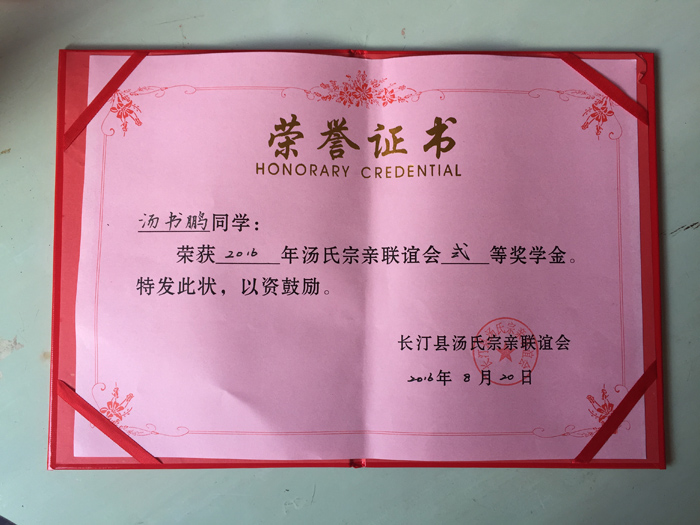 荣誉证书
HONORARY CREDENTIAL
汤书鹏同学：
荣获2016年汤氏宗亲联谊会弍等奖学金。
特发此状，以资鼓励。
长汀县汤氏宗亲联谊会
2016年8月20日